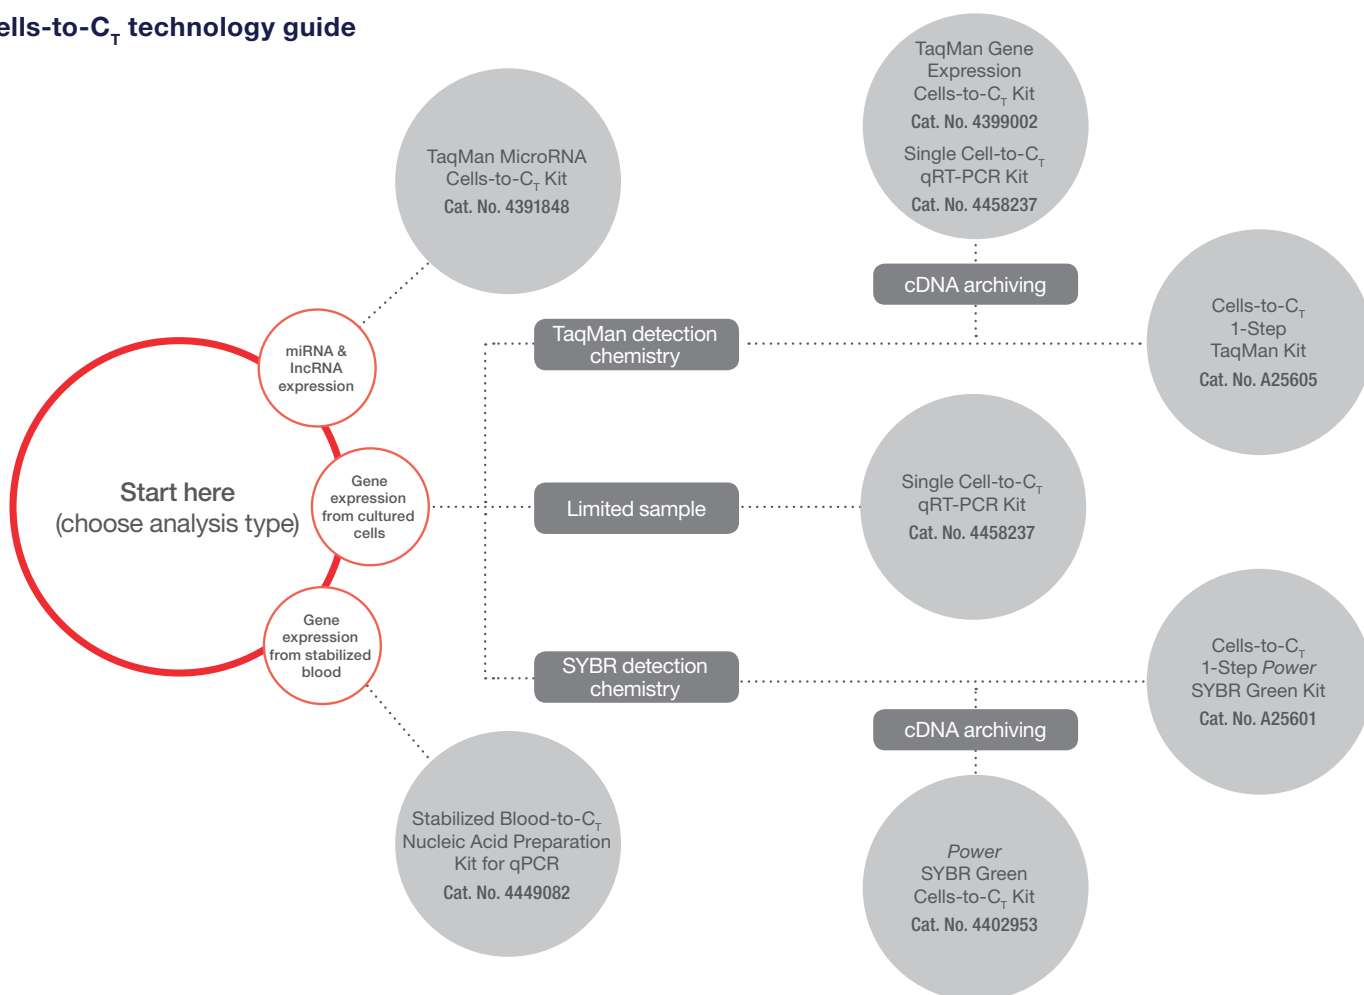 ells-to-CT technology guide
TaqMan MicroRNA
Cells-to-CT Kit
Cat. No. 4391848
TaqMan Gene
Expression
Cells-to-CT Kit
Cat. No. 4399002
Single Cell-to-CT
qRT-PCR Kit
Cat. No. 4458237
cDNA archiving
TaqMan detection
chemistry
Cells-to-CT
1-Step
TaqMan Kit
Cat. No. A25605
miRNA &
lncRNA
expression
Start here
(choose analysis type)
Gene
expression
from cultured
cells
Limited sample
Single Cell-to-CT
qRT-PCR Kit
Cat. No. 4458237
Gene
expression
from stabilized
blood
SYBR detection
chemistry
Cells-to-CT
1-Step Power
SYBR Green Kit
Cat. No. A25601
cDNA archiving
Stabilized Blood-to-CT
Nucleic Acid Preparation
Kit for qPCR
Cat. No. 4449082
Power
SYBR Green
Cells-to-CT Kit
Cat. No. 4402953